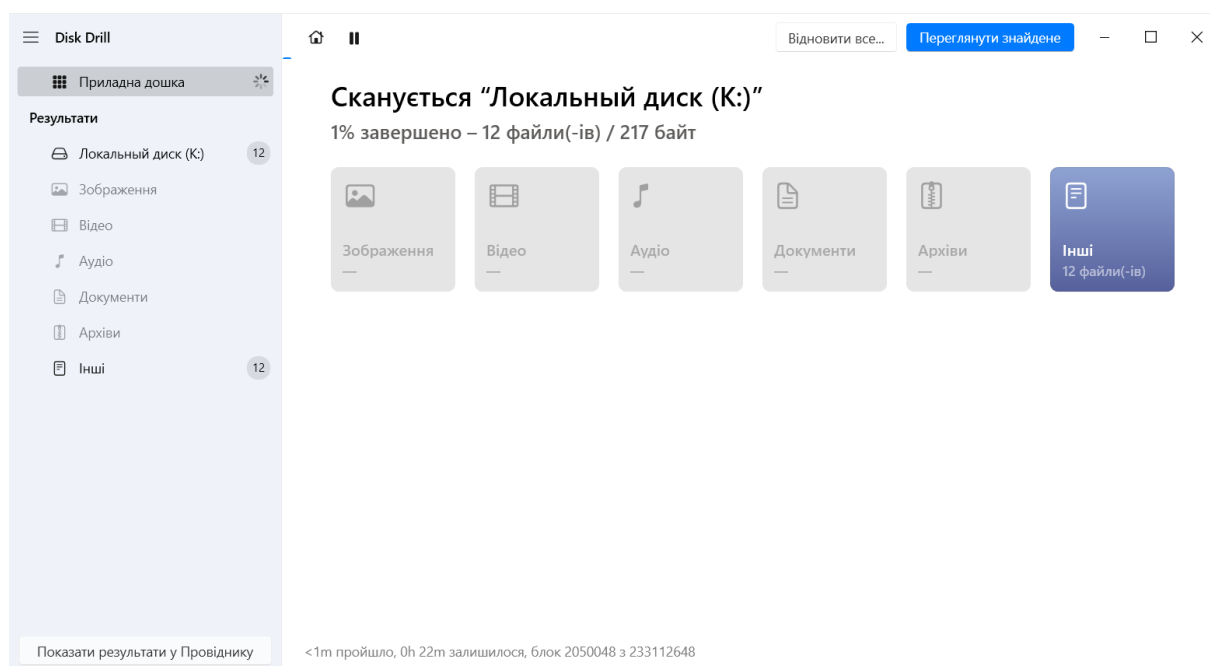 Disk Drill
Відновити все...
Переглянути знайдене
Приладна дошка
Результати
Локальный диск (K:)
12
Зображення
Відео
Аудіо
Документи
Архіви
Інші
12
Показати результати у Провіднику
Сканується “Локальный диск (K:)”
1% завершено – 12 файли(-ів) / 217 байт
Зображення
—
Відео
—
Аудіо
—
Документи
—
Архіви
—
Інші
12 файли(-ів)
<1m пройшло, 0h 22m залишилося, блок 2050048 з 233112648